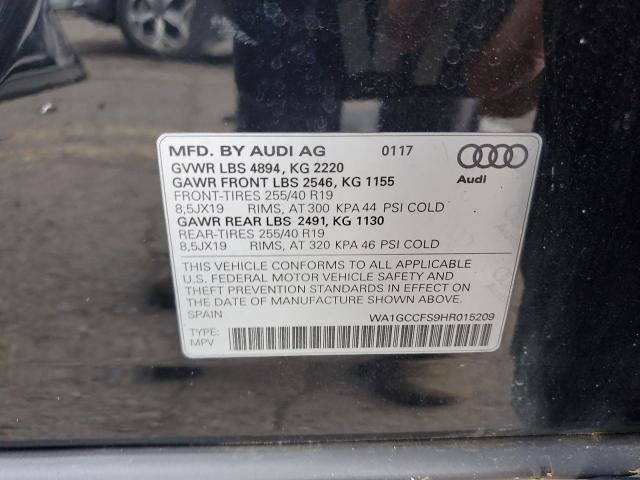 MFD. BY AUDI AG 0117
GVWR LBS 4894, KG 2220
GAWR FRONT LBS 2546, KG 1155
FRONT-TIRES 255/40 R19
8,5JX19 RIMS, AT 300 KPA 44 PSI COLD
GAWR REAR LBS 2491, KG 1130
REAR-TIRES 255/40 R19
8,5JX19 RIMS, AT 320 KPA 46 PSI COLD
Audi
THIS VEHICLE CONFORMS TO ALL APPLICABLE
U.S. FEDERAL MOTOR VEHICLE SAFETY AND
THEFT PREVENTION STANDARDS IN EFFECT ON
THE DATE OF MANUFACTURE SHOWN ABOVE.
SPAIN WA1GCCFS9HR015209
TYPE:
MPV